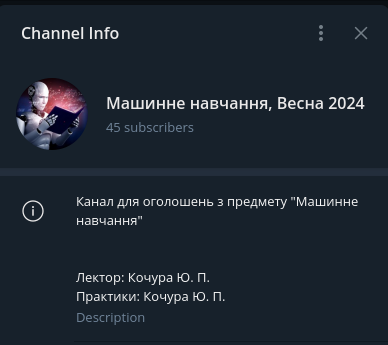 Channel Info
Машинне навчання, Весна 2024
45 subscribers
Канал для оголошень з предмету "Машинне
навчання"
Лектор: Кочура Ю. П.
Практики: Кочура Ю. П.
Description